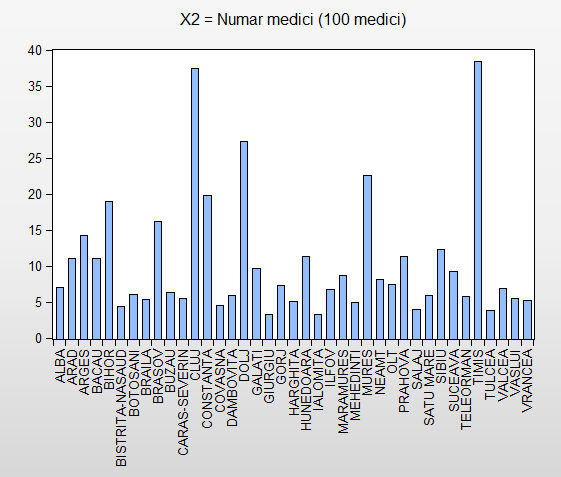 X2 = Numar medici (100 medici)
40
35
30
25
20
15
10
5
0
ALBA
ARAD
ARGES
BACAU
BIHOR
BISTRITA-NASAUD
BOTOSANI
BRAILA
BRASOV
BUZAU
CARAS-SEVERIN
CLUJ
CONSTANTA
COVASNA
DAMBOVITA
DOLJ
GALATI
GIURGIU
GORJ
HARGHITA
HUNEDOARA
IALOMITA
ILFOV
MARAMURES
MEHEDINTI
MURES
NEAMT
OLT
PRAHOVA
SALAJ
SATU MARE
SIBIU
SUCEAVA
TELEORMAN
TIMIS
TULCEA
VALCEA
VASLUI
VRANCEA